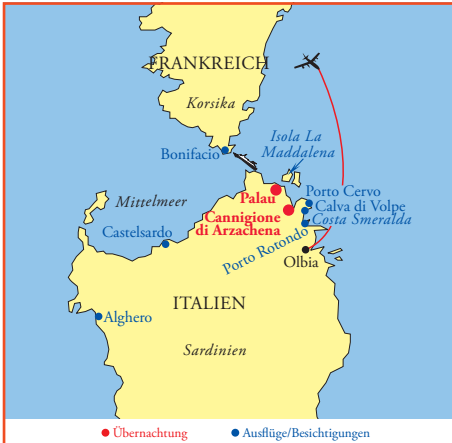 FRANKREICH
Korsika
Bonifacio
Isola La
Maddalena
Palau
Porto Cervo
Calva di Volpe
Costa Smeralda
Mittelmeer
Cannigione
di Arzachena
Castelsardo
Porto Rotondo
Olbia
ITALIEN
Alghero
Sardinien
Übernachtung
Ausflüge/Besichtigungen